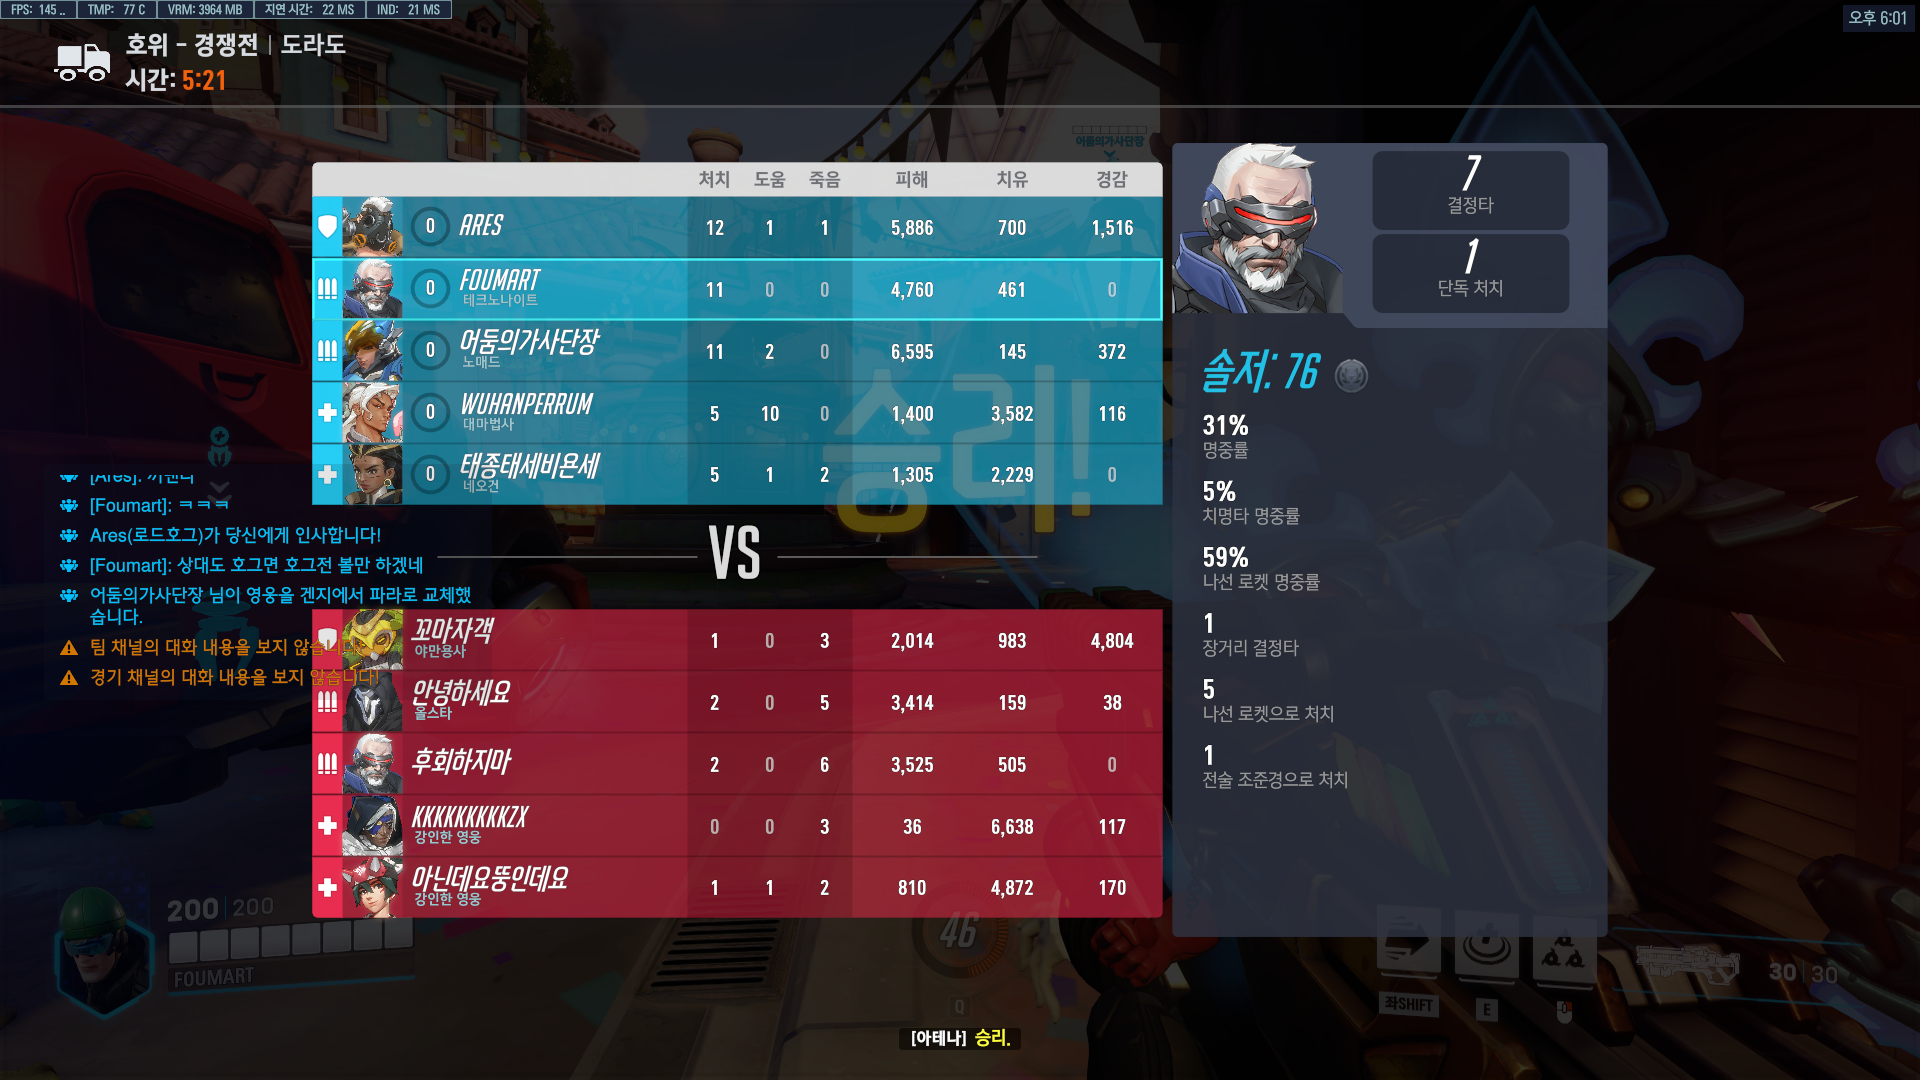 FPS: 145 .. TMP: 77 C VRM: 3964 MB 지연 시간: 22 MS IND: 21 MS
오후 6:01
호위 - 경쟁전 | 도라도
시간: 5:21
어둠의가사단장
처치 도움 죽음 피해 치유 경감
0 ARES 12 1 1 5,886 700 1,516
0 FOUMART 11 0 0 4,760 461 0
테크노나이트
0 어둠의가사단장 11 2 0 6,595 145 372
노매드
0 WUHANPERRUM 5 10 0 1,400 3,582 116
대마법사
0 태종태세비욘세 5 1 2 1,305 2,229 0
네오건
승리!
VS
꼬마자객 1 0 3 2,014 983 4,804
야만용사
안녕하세요 2 0 5 3,414 159 38
올스타
후회하지마 2 0 6 3,525 505 0
KKKKKKKKKZX 0 0 3 36 6,638 117
강인한 영웅
아닌데요뚱인데요 1 1 2 810 4,872 170
강인한 영웅
[Foumart]: ㅋㅋㅋ
Ares(로드호그)가 당신에게 인사합니다!
[Foumart]: 상대도 호그면 호그전 볼만 하겠네
어둠의가사단장 님이 영웅을 겐지에서 파라로 교체했
습니다.
팀 채널의 대화 내용을 보지 않습니다!
경기 채널의 대화 내용을 보지 않습니다!
7
결정타
1
단독 처치
솔저: 76
31%
명중률
5%
치명타 명중률
59%
나선 로켓 명중률
1
장거리 결정타
5
나선 로켓으로 처치
1
전술 조준경으로 처치
200 | 200
FOUMART
46
Q
좌SHIFT
E
30 | 30
[아테나] 승리.